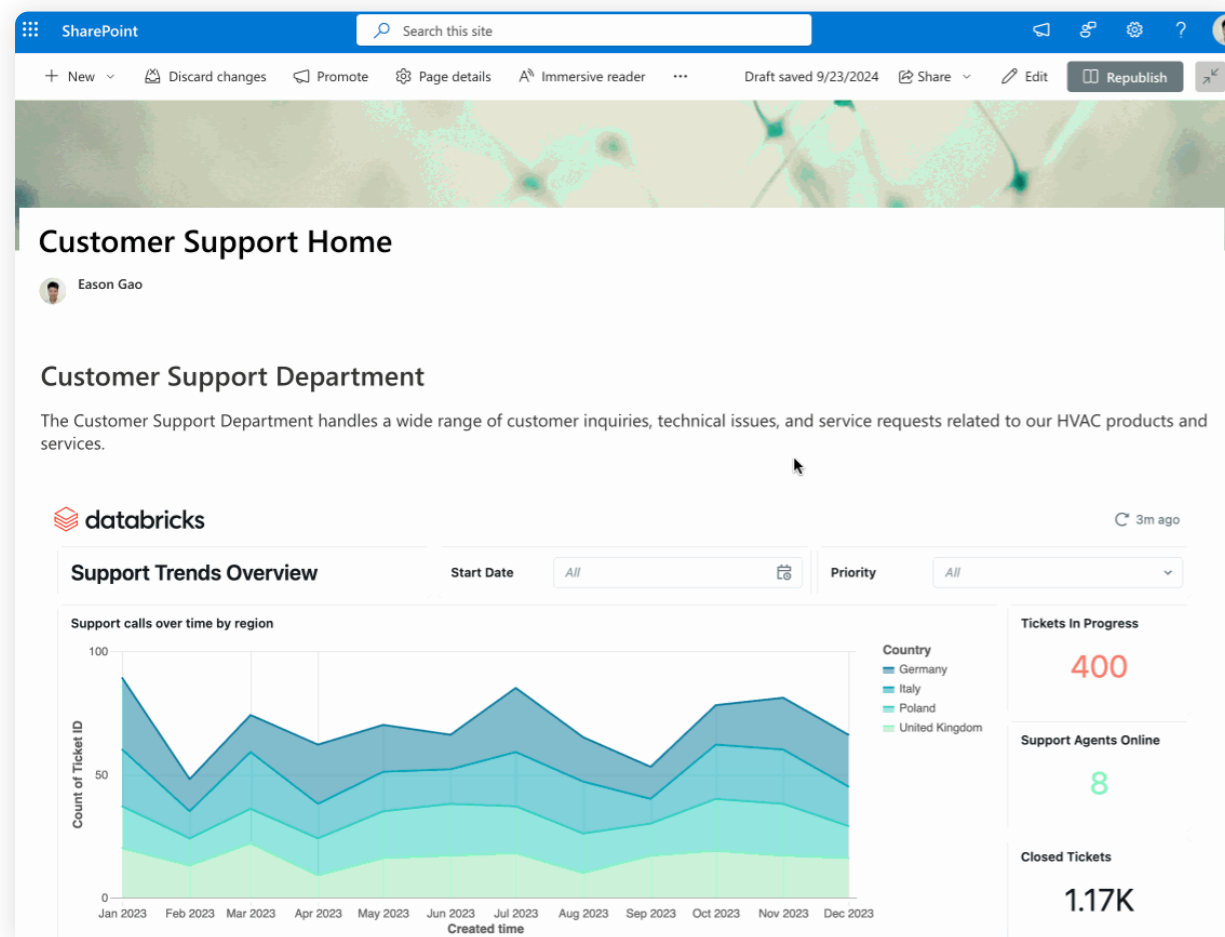 SharePoint
Search this site
New
Discard changes
Promote
Page details
Immersive reader
Draft saved 9/23/2024
Share
Edit
Republish
Customer Support Home
Eason Gao
Customer Support Department
The Customer Support Department handles a wide range of customer inquiries, technical issues, and service requests related to our HVAC products and
services.
databricks
3m ago
Support Trends Overview
Start Date
All
Priority
All
Support calls over time by region
100
50
0
Count of Ticket ID
Jan 2023
Feb 2023
Mar 2023
Apr 2023
May 2023
Jun 2023
Jul 2023
Aug 2023
Sep 2023
Oct 2023
Nov 2023
Dec 2023
Created time
Country
Germany
Italy
Poland
United Kingdom
Tickets In Progress
400
Support Agents Online
8
Closed Tickets
1.17K